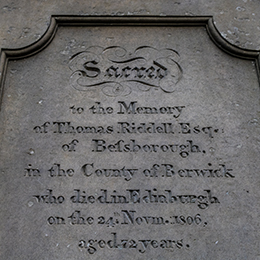 Sacred
to the Memory
of Thomas Riddell Esq.
of Befsborough,
in the County of Berwick
who died in Edinburgh
on the 24. Novm. 1806,
aged 72 years.